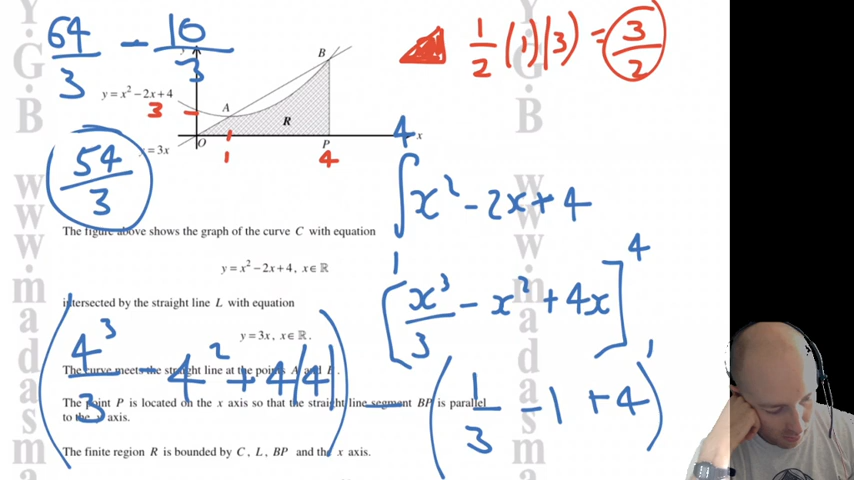 64/3 - 10/3
1/2 (1)(3) = 3/2
B
y = x² – 2x + 4
3
A
R
4
x
y = 3x
O
P
1
4
54/3
∫ x² - 2x + 4
1
The figure above shows the graph of the curve C with equation
y = x² – 2x + 4, x ∈ ℝ
intersected by the straight line L with equation
[x³/3 - x² + 4x]⁴₁
y = 3x, x ∈ ℝ.
(4³/3 - 4² + 4(4)) - (1/3 - 1 + 4)
The curve meets the straight line at the points A and B.
The point P is located on the x axis so that the straight line segment BP is parallel
to the y axis.
The finite region R is bounded by C, L, BP and the x axis.
Y
G
B
w
w
w
m
a
d
a
s
m
Y
G
B
w
w
w
m
a
d
a
s
m